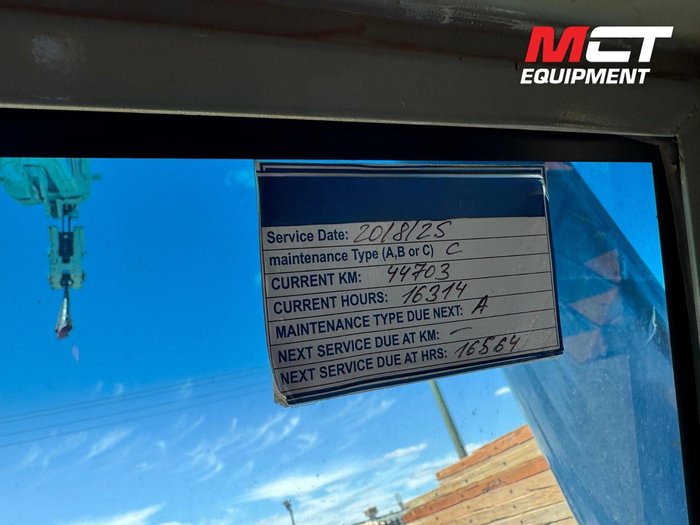 MCT
EQUIPMENT
Service Date: 20/8/25
maintenance Type (A,B or C) C
CURRENT KM: 44703
CURRENT HOURS: 16314
MAINTENANCE TYPE DUE NEXT: A
NEXT SERVICE DUE AT KM: –
NEXT SERVICE DUE AT HRS: 16564